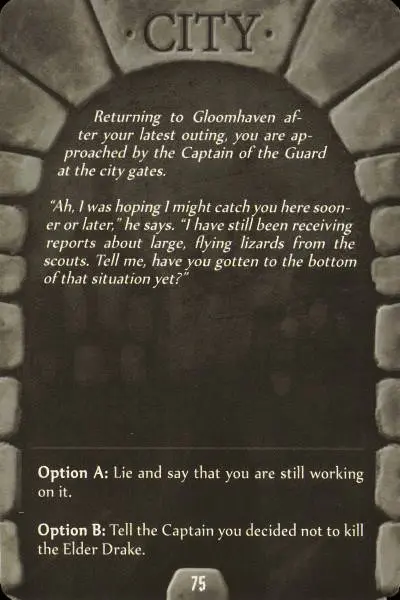 ·CITY·
Returning to Gloomhaven af-
ter your latest outing, you are ap-
proached by the Captain of the Guard
at the city gates.
“Ah, I was hoping I might catch you here soon-
er or later,” he says. “I have still been receiving
reports about large, flying lizards from the
scouts. Tell me, have you gotten to the bottom
of that situation yet?”
Option A: Lie and say that you are still working
on it.
Option B: Tell the Captain you decided not to kill
the Elder Drake.
75